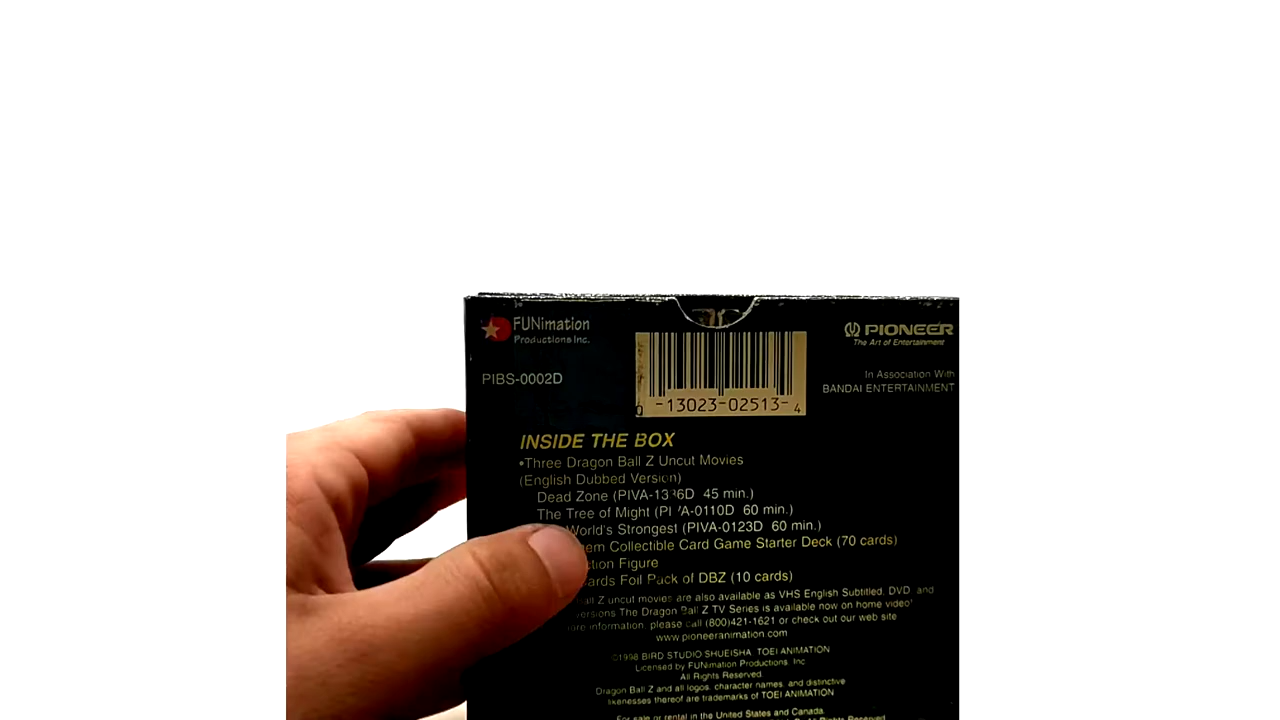 FUNimation
Productions Inc.
PIONEER
The Art of Entertainment
PIBS-0002D
In Association With
BANDAI ENTERTAINMENT
0 -13023-02513- 4
INSIDE THE BOX
•Three Dragon Ball Z Uncut Movies
(English Dubbed Version)
Dead Zone 45 min.)
The Tree of Might 60 min.)
World's Strongest (PIVA-0123D 60 min.)
Collectible Card Game Starter Deck (70 cards)
Figure
Foil Pack of DBZ (10 cards)
Z uncut movies are also available as VHS English Subtitled, DVD and
The Dragon Ball Z TV Series is available now on home video!
information, please call (800)421-1621 or check out our web site
www.pioneeranimation.com
©1998 BIRD STUDIO SHUEISHA, TOEI ANIMATION
Licensed by FUNimation Productions, Inc
All Rights Reserved.
Dragon Ball Z and all logos, character names, and distinctive
likenesses thereof are trademarks of TOEI ANIMATION
For sale or rental in the United States and Canada.